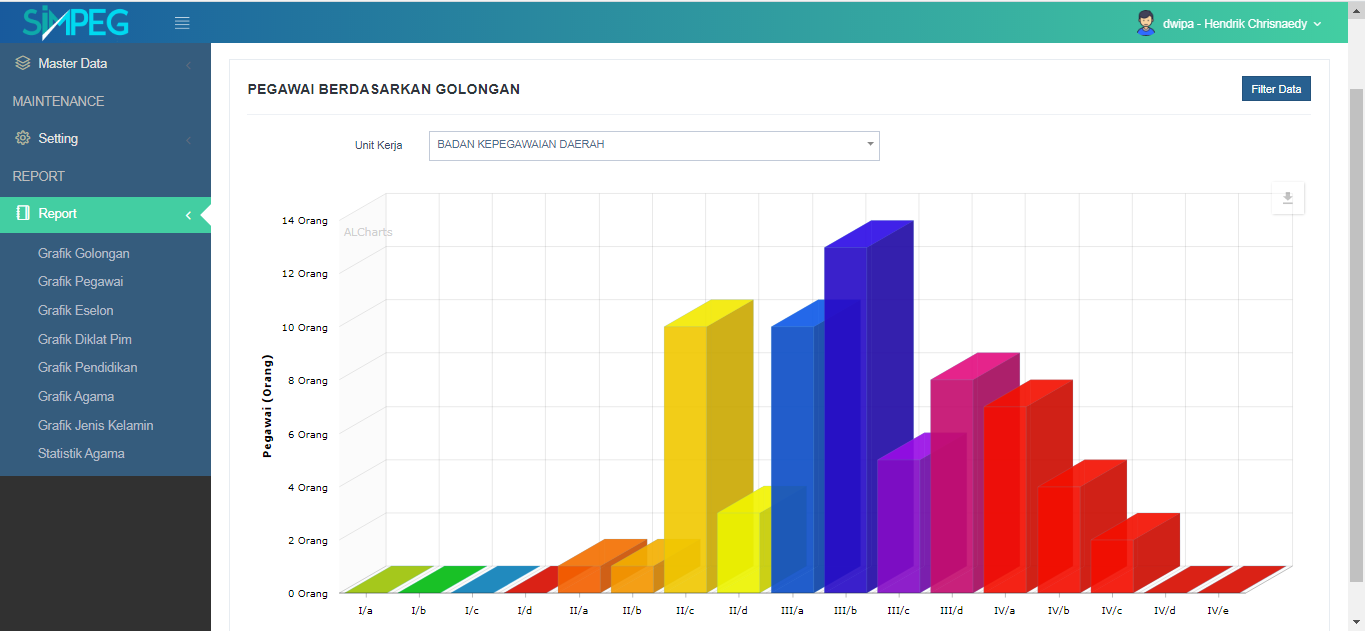 SIMPEG
dwipa - Hendrik Chrisnaedy
Master Data
MAINTENANCE
Setting
REPORT
Report
Grafik Golongan
Grafik Pegawai
Grafik Eselon
Grafik Diklat Pim
Grafik Pendidikan
Grafik Agama
Grafik Jenis Kelamin
Statistik Agama
PEGAWAI BERDASARKAN GOLONGAN
Filter Data
Unit Kerja
BADAN KEPEGAWAIAN DAERAH
ALCharts
Pegawai (Orang)
14 Orang
12 Orang
10 Orang
8 Orang
6 Orang
4 Orang
2 Orang
0 Orang
I/a I/b I/c I/d II/a II/b II/c II/d III/a III/b III/c III/d IV/a IV/b IV/c IV/d IV/e